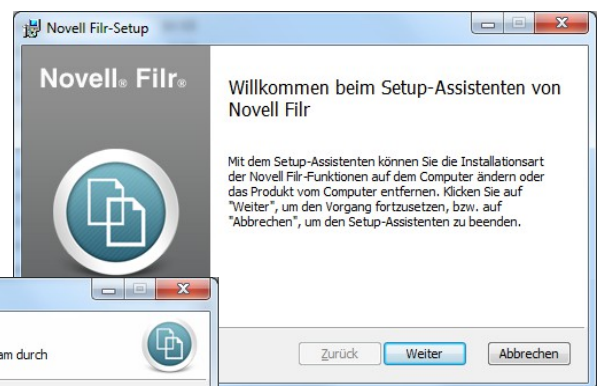 Novell Filr-Setup
Novell® Filr®
Willkommen beim Setup-Assistenten von
Novell Filr
Mit dem Setup-Assistenten können Sie die Installationsart
der Novell Filr-Funktionen auf dem Computer ändern oder
das Produkt vom Computer entfernen. Klicken Sie auf
"Weiter", um den Vorgang fortzusetzen, bzw. auf
"Abbrechen", um den Setup-Assistenten zu beenden.
Zurück
Weiter
Abbrechen
durch